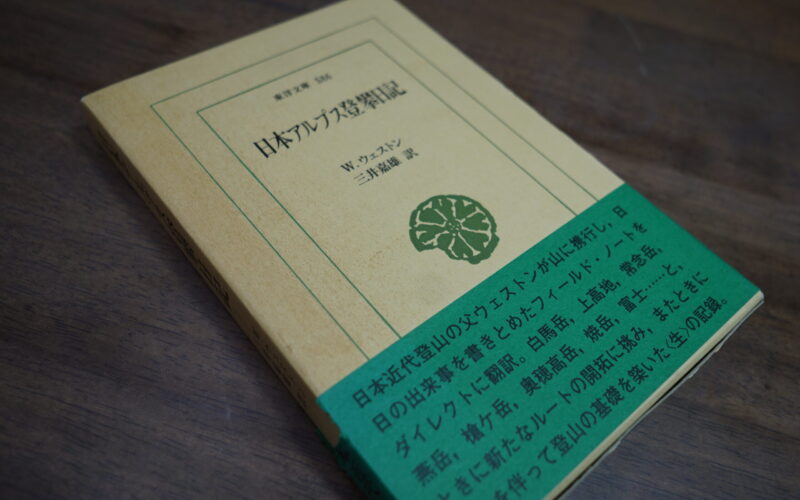 東洋文庫 586
日本アルプス登攀日記
W. ウェストン
三井嘉雄 訳
日本近代登山の父ウェストンが山に携行し，日
日の出来事を書きとめたフィールド・ノートを
ダイレクトに翻訳。白馬岳，上高地，常念岳，
燕岳，槍ケ岳，奥穂高岳，焼岳，富士……と，
ときに新たなルートの開拓に挑み，またときに
を伴って登山の基礎を築いた〈生〉の記録。